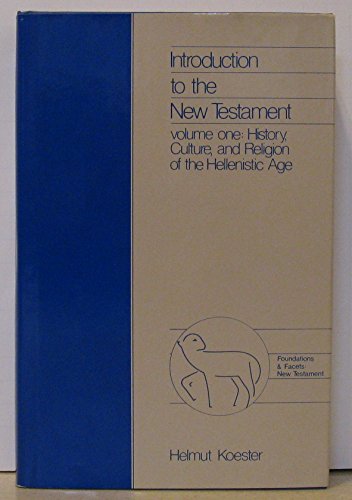 Introduction
to the
New Testament
volume one: History,
Culture, and Religion
of the Hellenistic Age
Foundations
& Facets:
New Testament
Helmut Koester